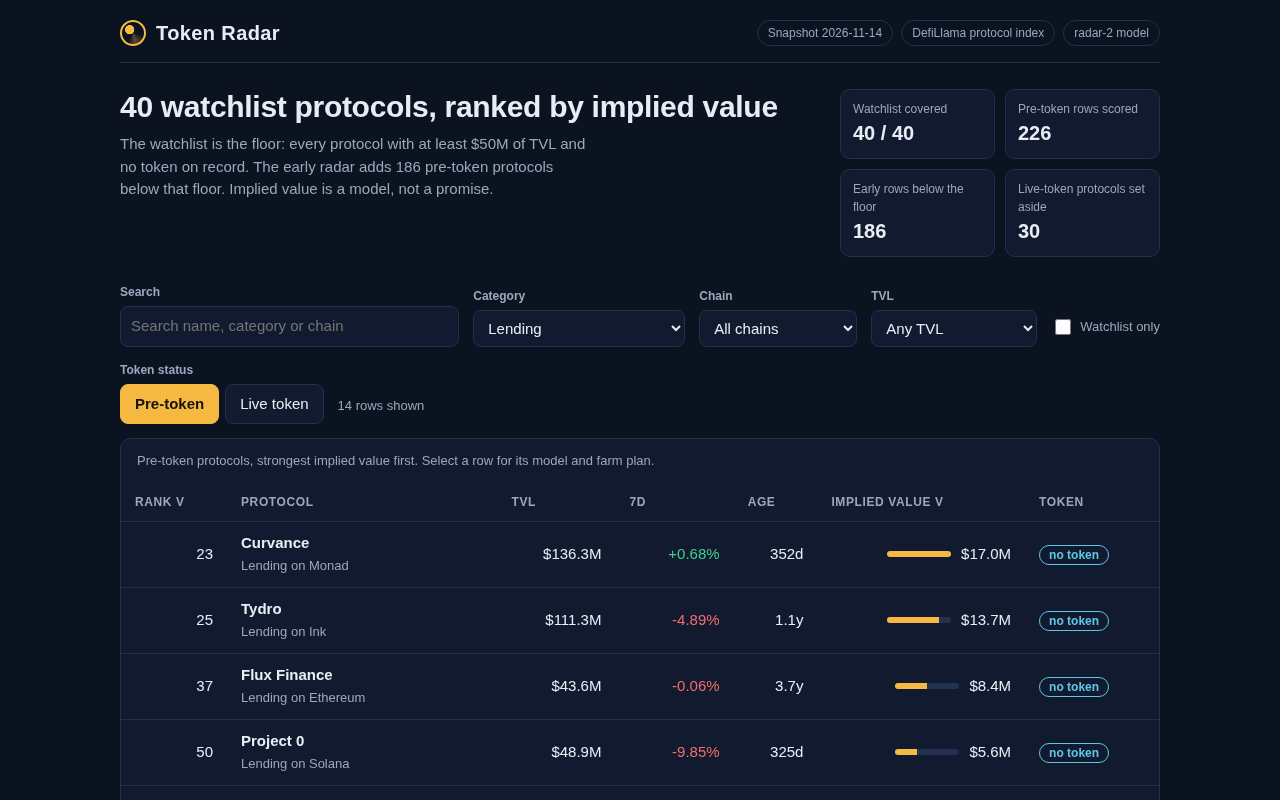 Token Radar
Snapshot 2026-11-14
DefiLlama protocol index
radar-2 model
40 watchlist protocols, ranked by implied value
The watchlist is the floor: every protocol with at least $50M of TVL and
no token on record. The early radar adds 186 pre-token protocols
below that floor. Implied value is a model, not a promise.
Watchlist covered
40 / 40
Pre-token rows scored
226
Early rows below the
floor
186
Live-token protocols set
aside
30
Search
Search name, category or chain
Category
Lending
Chain
All chains
TVL
Any TVL
Watchlist only
Token status
Pre-token
Live token
14 rows shown
Pre-token protocols, strongest implied value first. Select a row for its model and farm plan.
RANK V PROTOCOL TVL 7D AGE IMPLIED VALUE V TOKEN
23 Curvance $136.3M +0.68% 352d $17.0M no token
Lending on Monad
25 Tydro $111.3M -4.89% 1.1y $13.7M no token
Lending on Ink
37 Flux Finance $43.6M -0.06% 3.7y $8.4M no token
Lending on Ethereum
50 Project 0 $48.9M -9.85% 325d $5.6M no token
Lending on Solana